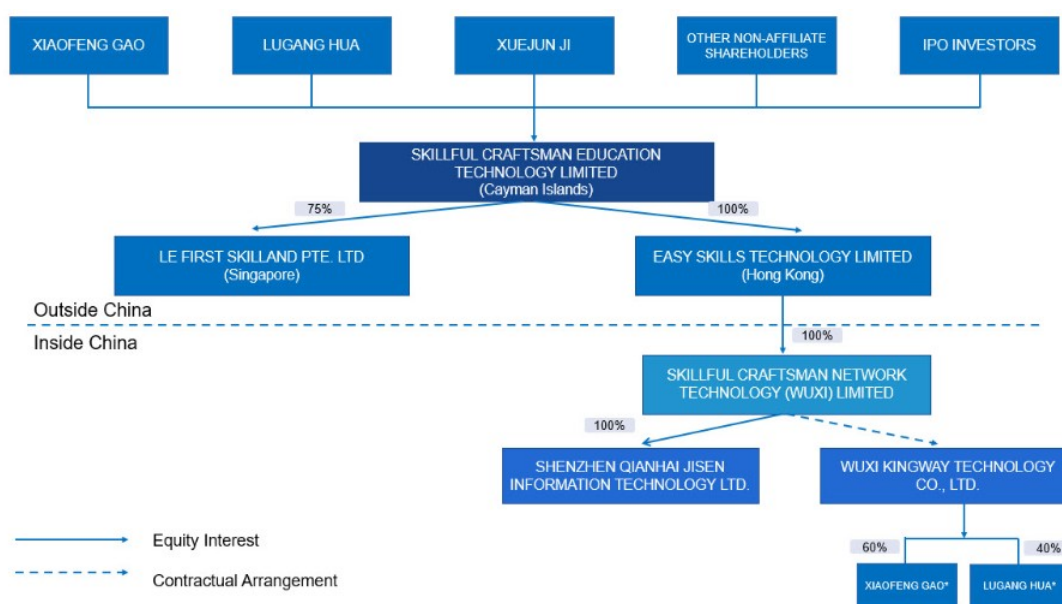 XIAOFENG GAO
LUGANG HUA
XUEJUN JI
OTHER NON-AFFILIATE
SHAREHOLDERS
IPO INVESTORS
SKILLFUL CRAFTSMAN EDUCATION
TECHNOLOGY LIMITED
(Cayman Islands)
75%
100%
LE FIRST SKILLAND PTE. LTD
(Singapore)
EASY SKILLS TECHNOLOGY LIMITED
(Hong Kong)
Outside China
Inside China
100%
SKILLFUL CRAFTSMAN NETWORK
TECHNOLOGY (WUXI) LIMITED
100%
SHENZHEN QIANHAI JISEN
INFORMATION TECHNOLOGY LTD.
WUXI KINGWAY TECHNOLOGY
CO., LTD.
Equity Interest
60%
40%
Contractual Arrangement
XIAOFENG GAO*
LUGANG HUA*